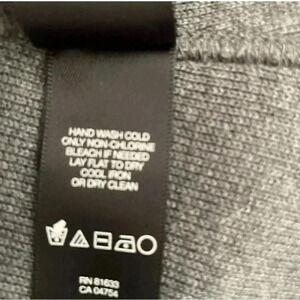 HAND WASH COLD
ONLY NON-CHLORINE
BLEACH IF NEEDED
LAY FLAT TO DRY
COOL IRON
OR DRY CLEAN
RN 81633
CA 04754